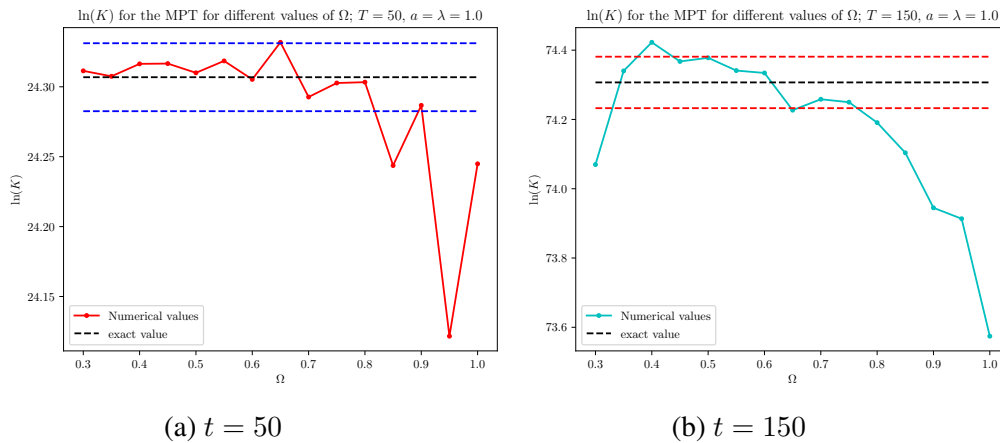 ln(K) for the MPT for different values of Ω; T = 50, a = λ = 1.0
24.30
24.25
24.20
24.15
ln(K)
Numerical values
exact value
0.3 0.4 0.5 0.6 0.7 0.8 0.9 1.0
Ω
(a) t = 50
ln(K) for the MPT for different values of Ω; T = 150, a = λ = 1.0
74.4
74.2
74.0
73.8
73.6
ln(K)
Numerical values
exact value
0.3 0.4 0.5 0.6 0.7 0.8 0.9 1.0
Ω
(b) t = 150